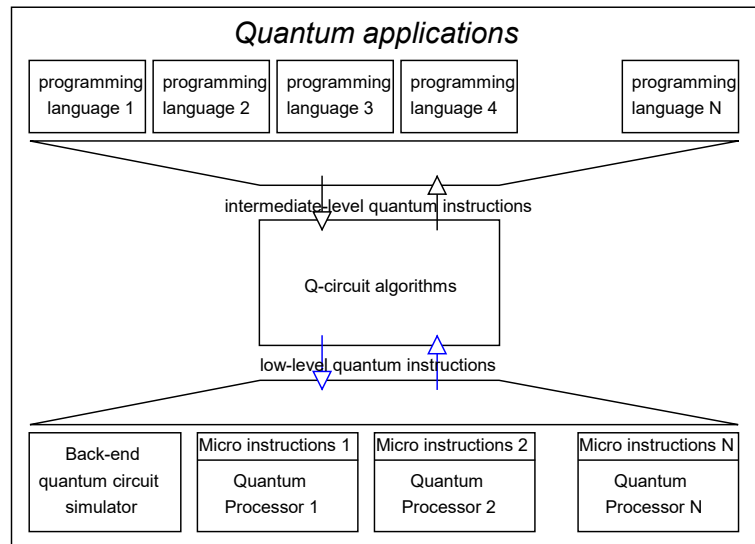 Quantum applications
programming
language 1
programming
language 2
programming
language 3
programming
language 4
programming
language N
intermediate-level quantum instructions
Q-circuit algorithms
low-level quantum instructions
Back-end
quantum circuit
simulator
Micro instructions 1
Quantum
Processor 1
Micro instructions 2
Quantum
Processor 2
Micro instructions N
Quantum
Processor N